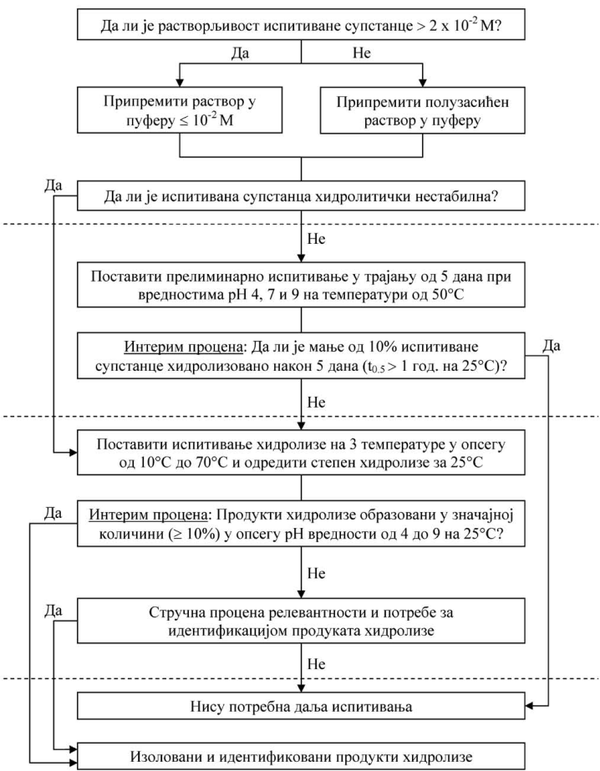 Да ли је растворљивост испитиване супстанце > 2 x 10⁻² M?
Да
Не
Припремити раствор у
пуферу ≤ 10⁻² M
Припремити полузасићен
раствор у пуферу
Да
Да ли је испитивана супстанца хидролитички нестабилна?
Не
Поставити прелиминарно испитивање у трајању од 5 дана при
вредностима pH 4, 7 и 9 на температури од 50°C
Интерим процена: Да ли је мање од 10% испитиване
супстанце хидролизовано након 5 дана (t₀.₅ > 1 год. на 25°C)?
Да
Не
Поставити испитивање хидролизе на 3 температуре у опсегу
од 10°C до 70°C и одредити степен хидролизе за 25°C
Да
Интерим процена: Продукти хидролизе образовани у значајној
количини (≥ 10%) у опсегу pH вредности од 4 до 9 на 25°C?
Не
Да
Стручна процена релевантности и потребе за
идентификацијом продуката хидролизе
Не
Нису потребна даља испитивања
Изоловани и идентификовани продукти хидролизе